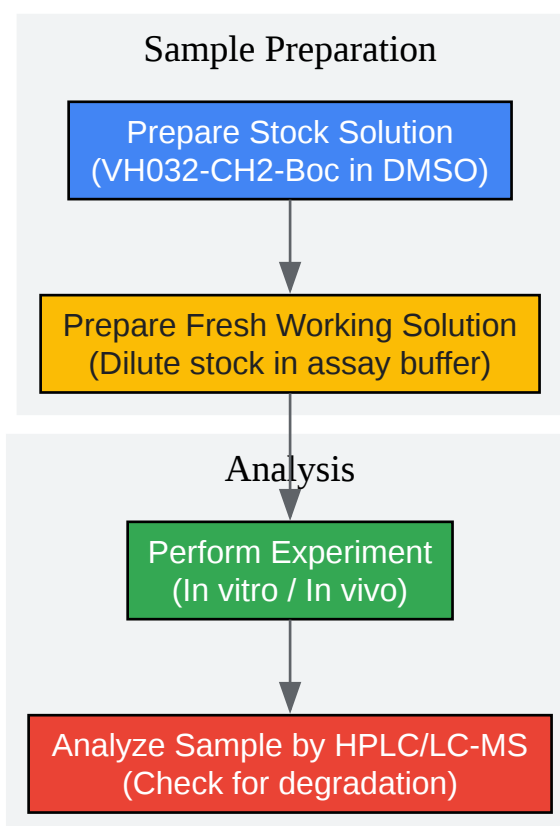 Sample Preparation
Prepare Stock Solution
(VH032-CH2-Boc in DMSO)
Prepare Fresh Working Solution
(Dilute stock in assay buffer)
Analysis
Perform Experiment
(In vitro / In vivo)
Analyze Sample by HPLC/LC-MS
(Check for degradation)